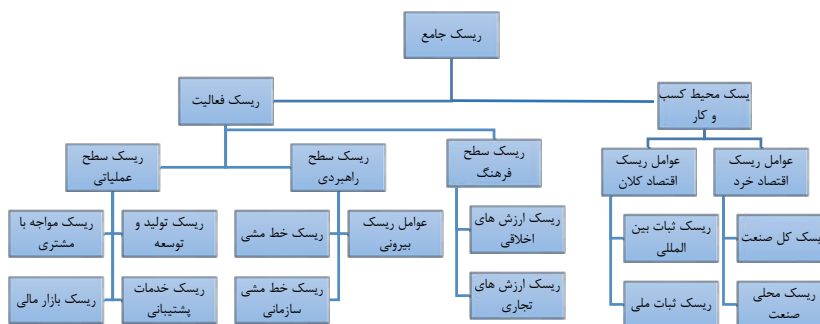 ریسک جامع
یسک محیط کسب
و کار
ریسک فعالیت
عوامل ریسک
اقتصاد خرد
عوامل ریسک
اقتصاد کلان
ریسک سطح
فرهنگ
ریسک سطح
راهبردی
ریسک سطح
عملیاتی
یسک کل صنعت
ریسک ثبات بین
المللی
ریسک ارزش های
اخلاقی
عوامل ریسک
بیرونی
ریسک خط مشی
ریسک تولید و
توسعه
ریسک مواجه با
مشتری
ریسک محلی
صنعت
ریسک ثبات ملی
ریسک ارزش های
تجاری
ریسک خط مشی
سازمانی
ریسک خدمات
پشتیبانی
ریسک بازار مالی